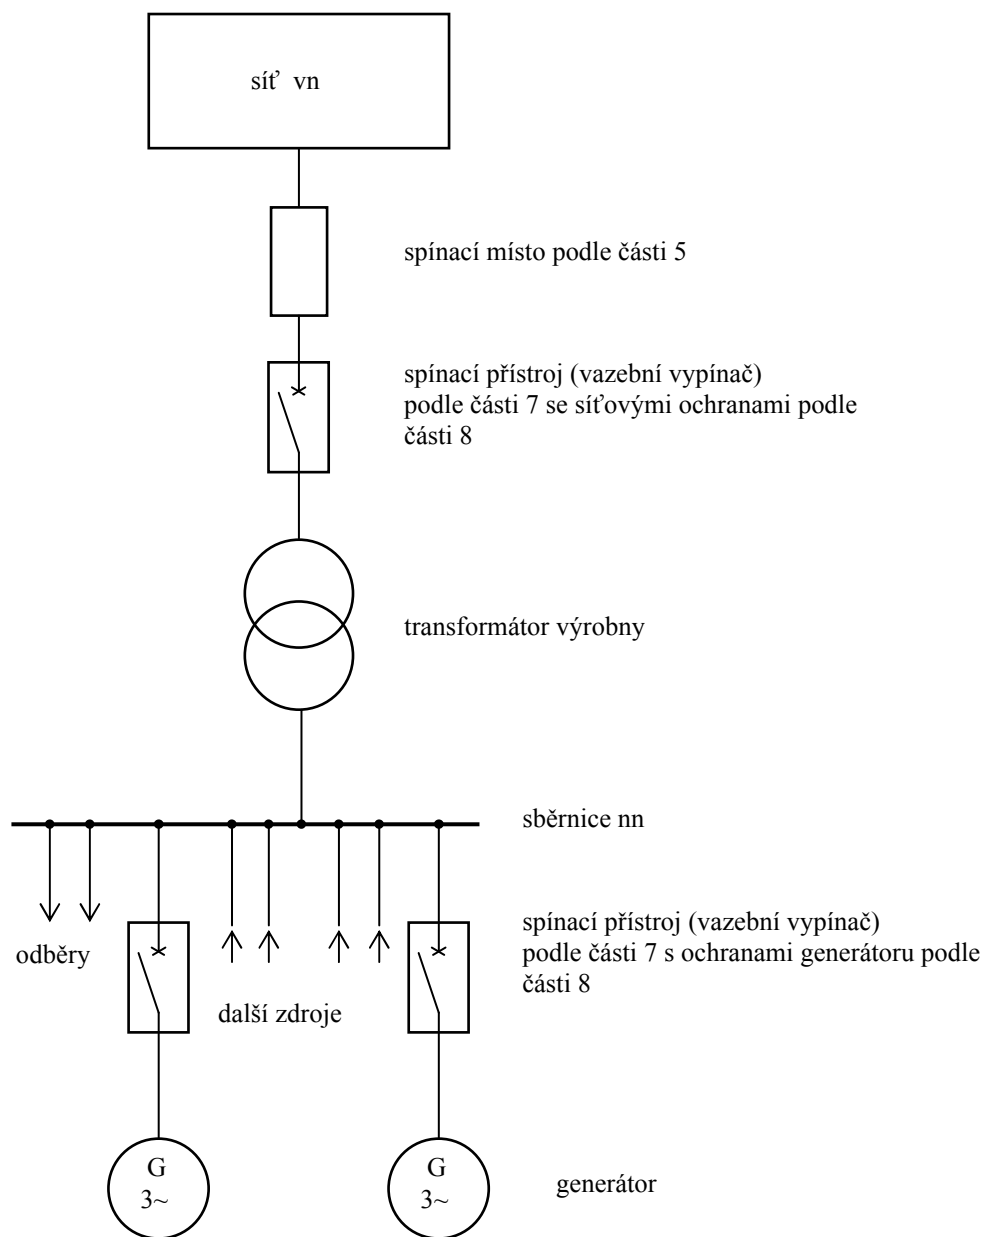 síť vn
spínací místo podle části 5
spínací přístroj (vazební vypínač)
podle části 7 se síťovými ochranami podle
části 8
transformátor výrobny
sběrnice nn
odběry
další zdroje
spínací přístroj (vazební vypínač)
podle části 7 s ochranami generátoru podle
části 8
G
3~
G
3~
generátor